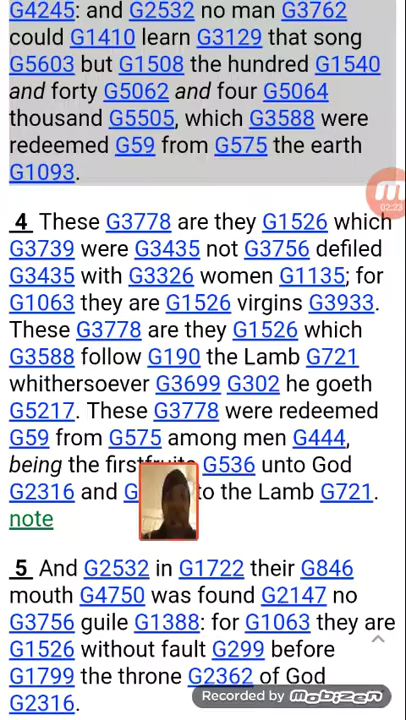 G4245: and G2532 no man G3762
could G1410 learn G3129 that song
G5603 but G1508 the hundred G1540
and forty G5062 and four G5064
thousand G5505, which G3588 were
redeemed G59 from G575 the earth
G1093.
02:23
4 These G3778 are they G1526 which
G3739 were G3435 not G3756 defiled
G3435 with G3326 women G1135; for
G1063 they are G1526 virgins G3933.
These G3778 are they G1526 which
G3588 follow G190 the Lamb G721
whithersoever G3699 G302 he goeth
G5217. These G3778 were redeemed
G59 from G575 among men G444,
being the firstfruits G536 unto God
G2316 and to the Lamb G721.
note
5 And G2532 in G1722 their G846
mouth G4750 was found G2147 no
G3756 guile G1388: for G1063 they are
G1526 without fault G299 before
G1799 the throne G2362 of God
G2316.
Recorded by mobizen